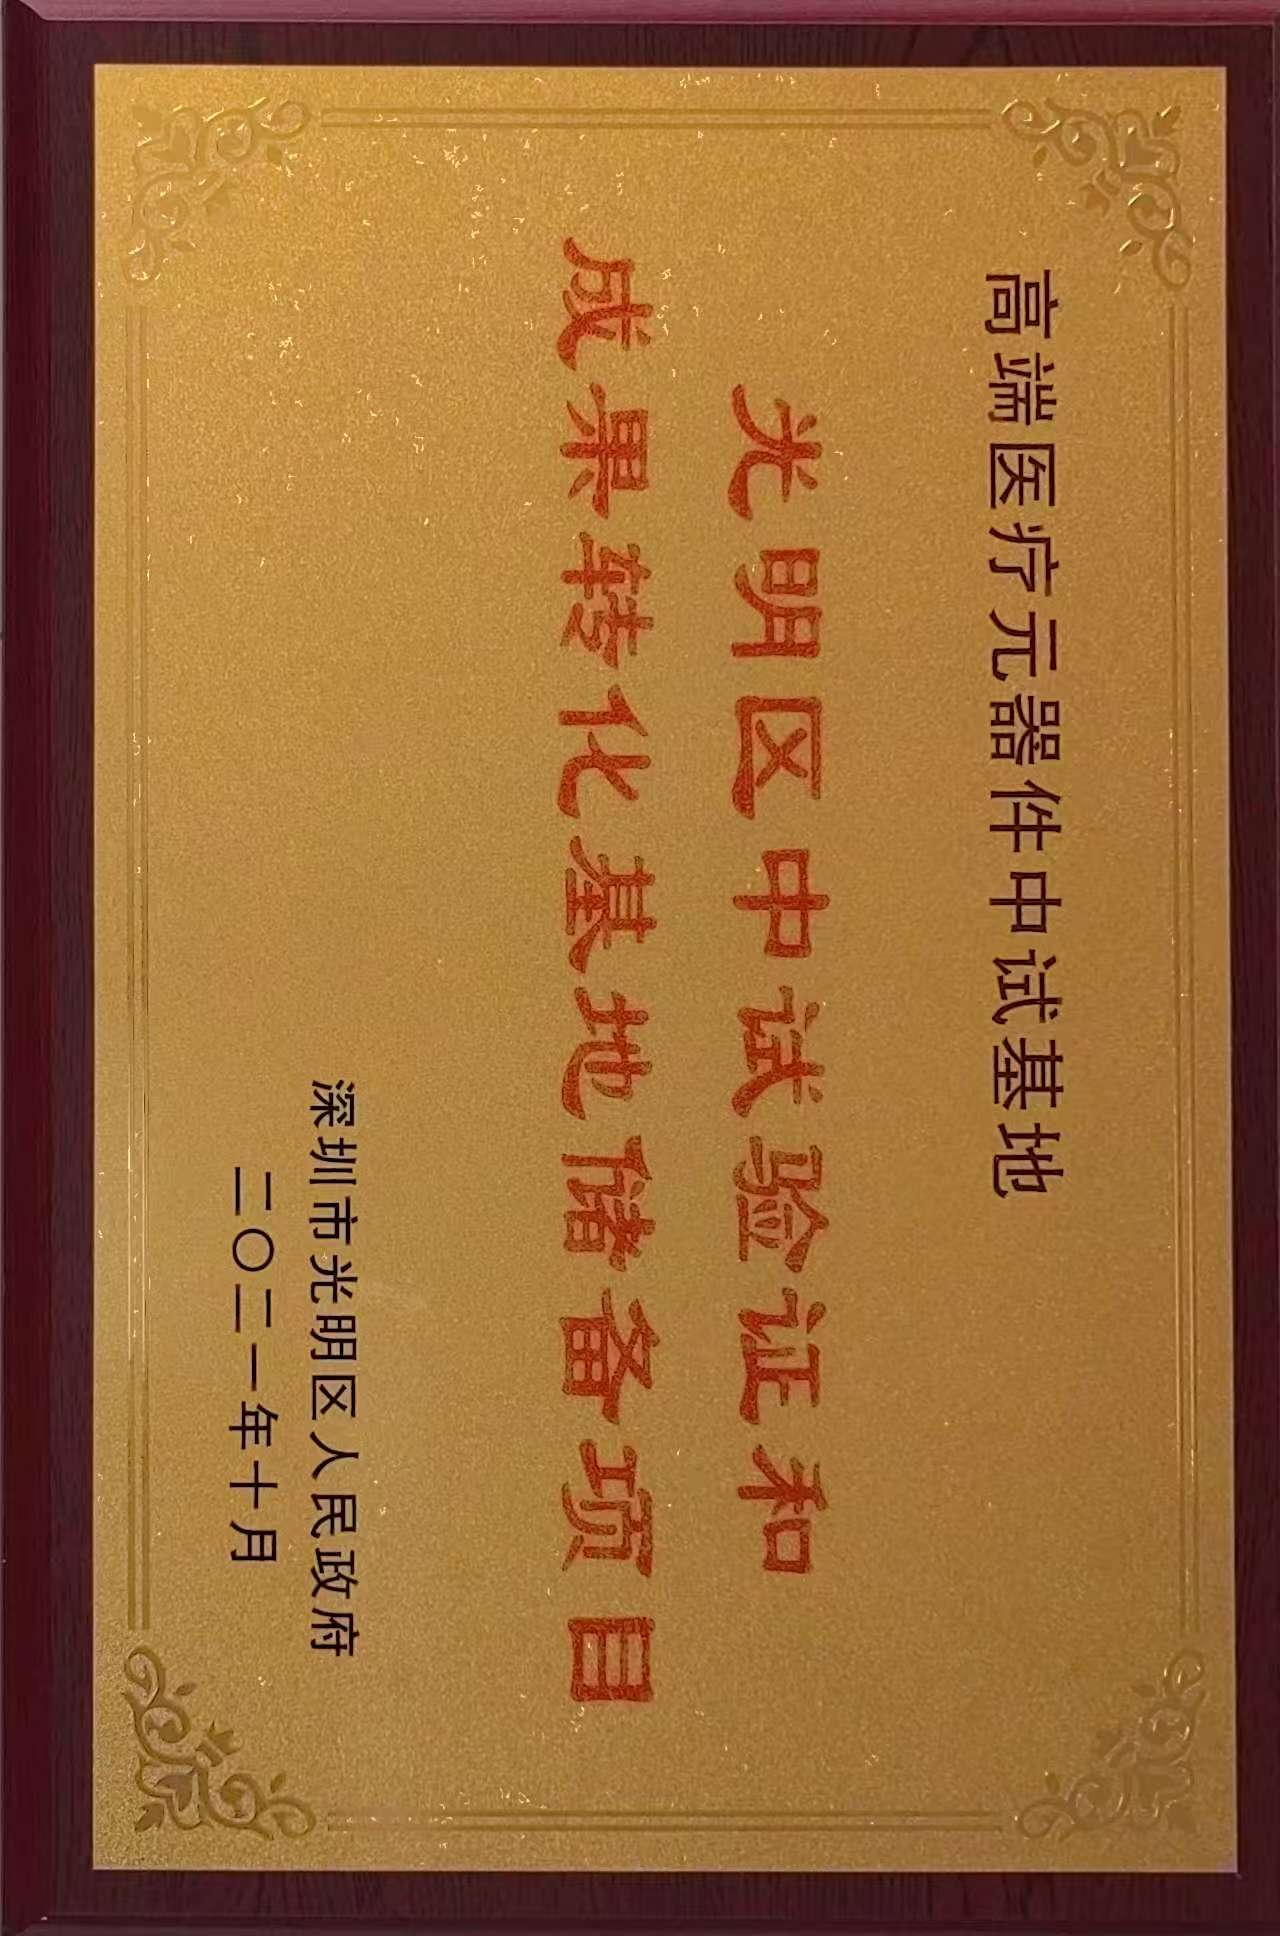 高端医疗元器件中试基地
光明区中试验证和
成果转化基地储备项目
深圳市光明区人民政府
二〇二一年十月